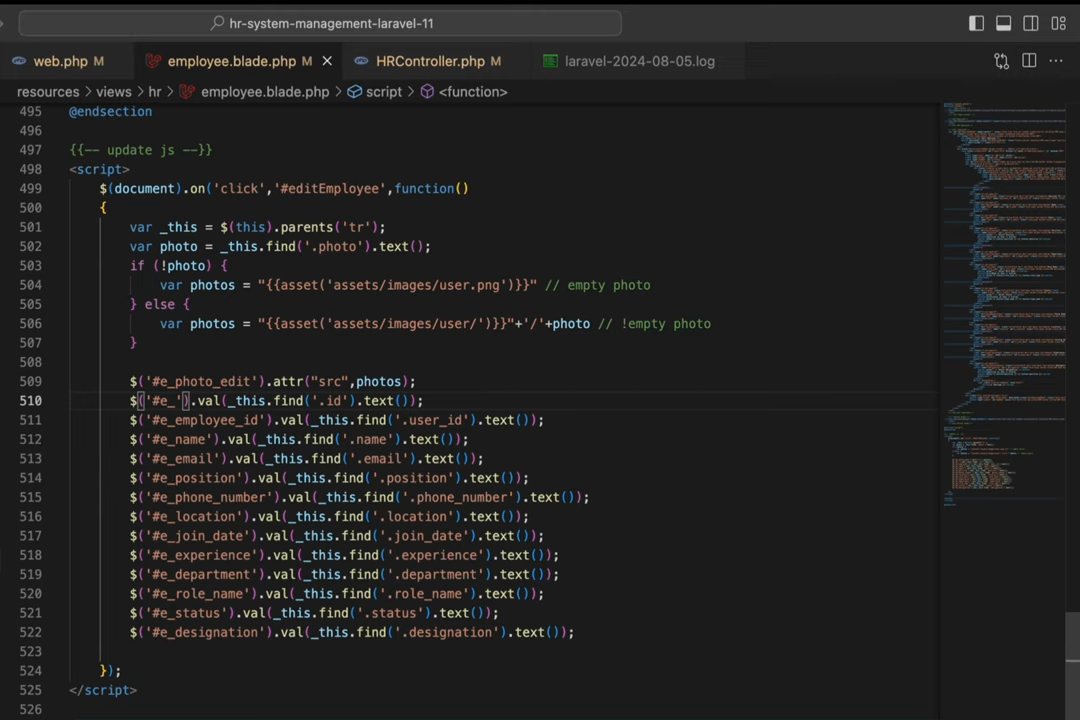 hr-system-management-laravel-11
web.php M employee.blade.php M HRController.php M laravel-2024-08-05.log
resources > views > hr > employee.blade.php > script > <function>
495 @endsection
496
497 {{-- update js --}}
498 <script>
499 $(document).on('click','#editEmployee',function()
500 {
501 var _this = $(this).parents('tr');
502 var photo = _this.find('.photo').text();
503 if (!photo) {
504 var photos = "{{asset('assets/images/user.png')}}" // empty photo
505 } else {
506 var photos = "{{asset('assets/images/user/')}}"+'/'+photo // !empty photo
507 }
508
509 $('#e_photo_edit').attr("src",photos);
510 $('#e_').val(_this.find('.id').text());
511 $('#e_employee_id').val(_this.find('.user_id').text());
512 $('#e_name').val(_this.find('.name').text());
513 $('#e_email').val(_this.find('.email').text());
514 $('#e_position').val(_this.find('.position').text());
515 $('#e_phone_number').val(_this.find('.phone_number').text());
516 $('#e_location').val(_this.find('.location').text());
517 $('#e_join_date').val(_this.find('.join_date').text());
518 $('#e_experience').val(_this.find('.experience').text());
519 $('#e_department').val(_this.find('.department').text());
520 $('#e_role_name').val(_this.find('.role_name').text());
521 $('#e_status').val(_this.find('.status').text());
522 $('#e_designation').val(_this.find('.designation').text());
523
524 });
525 </script>
526